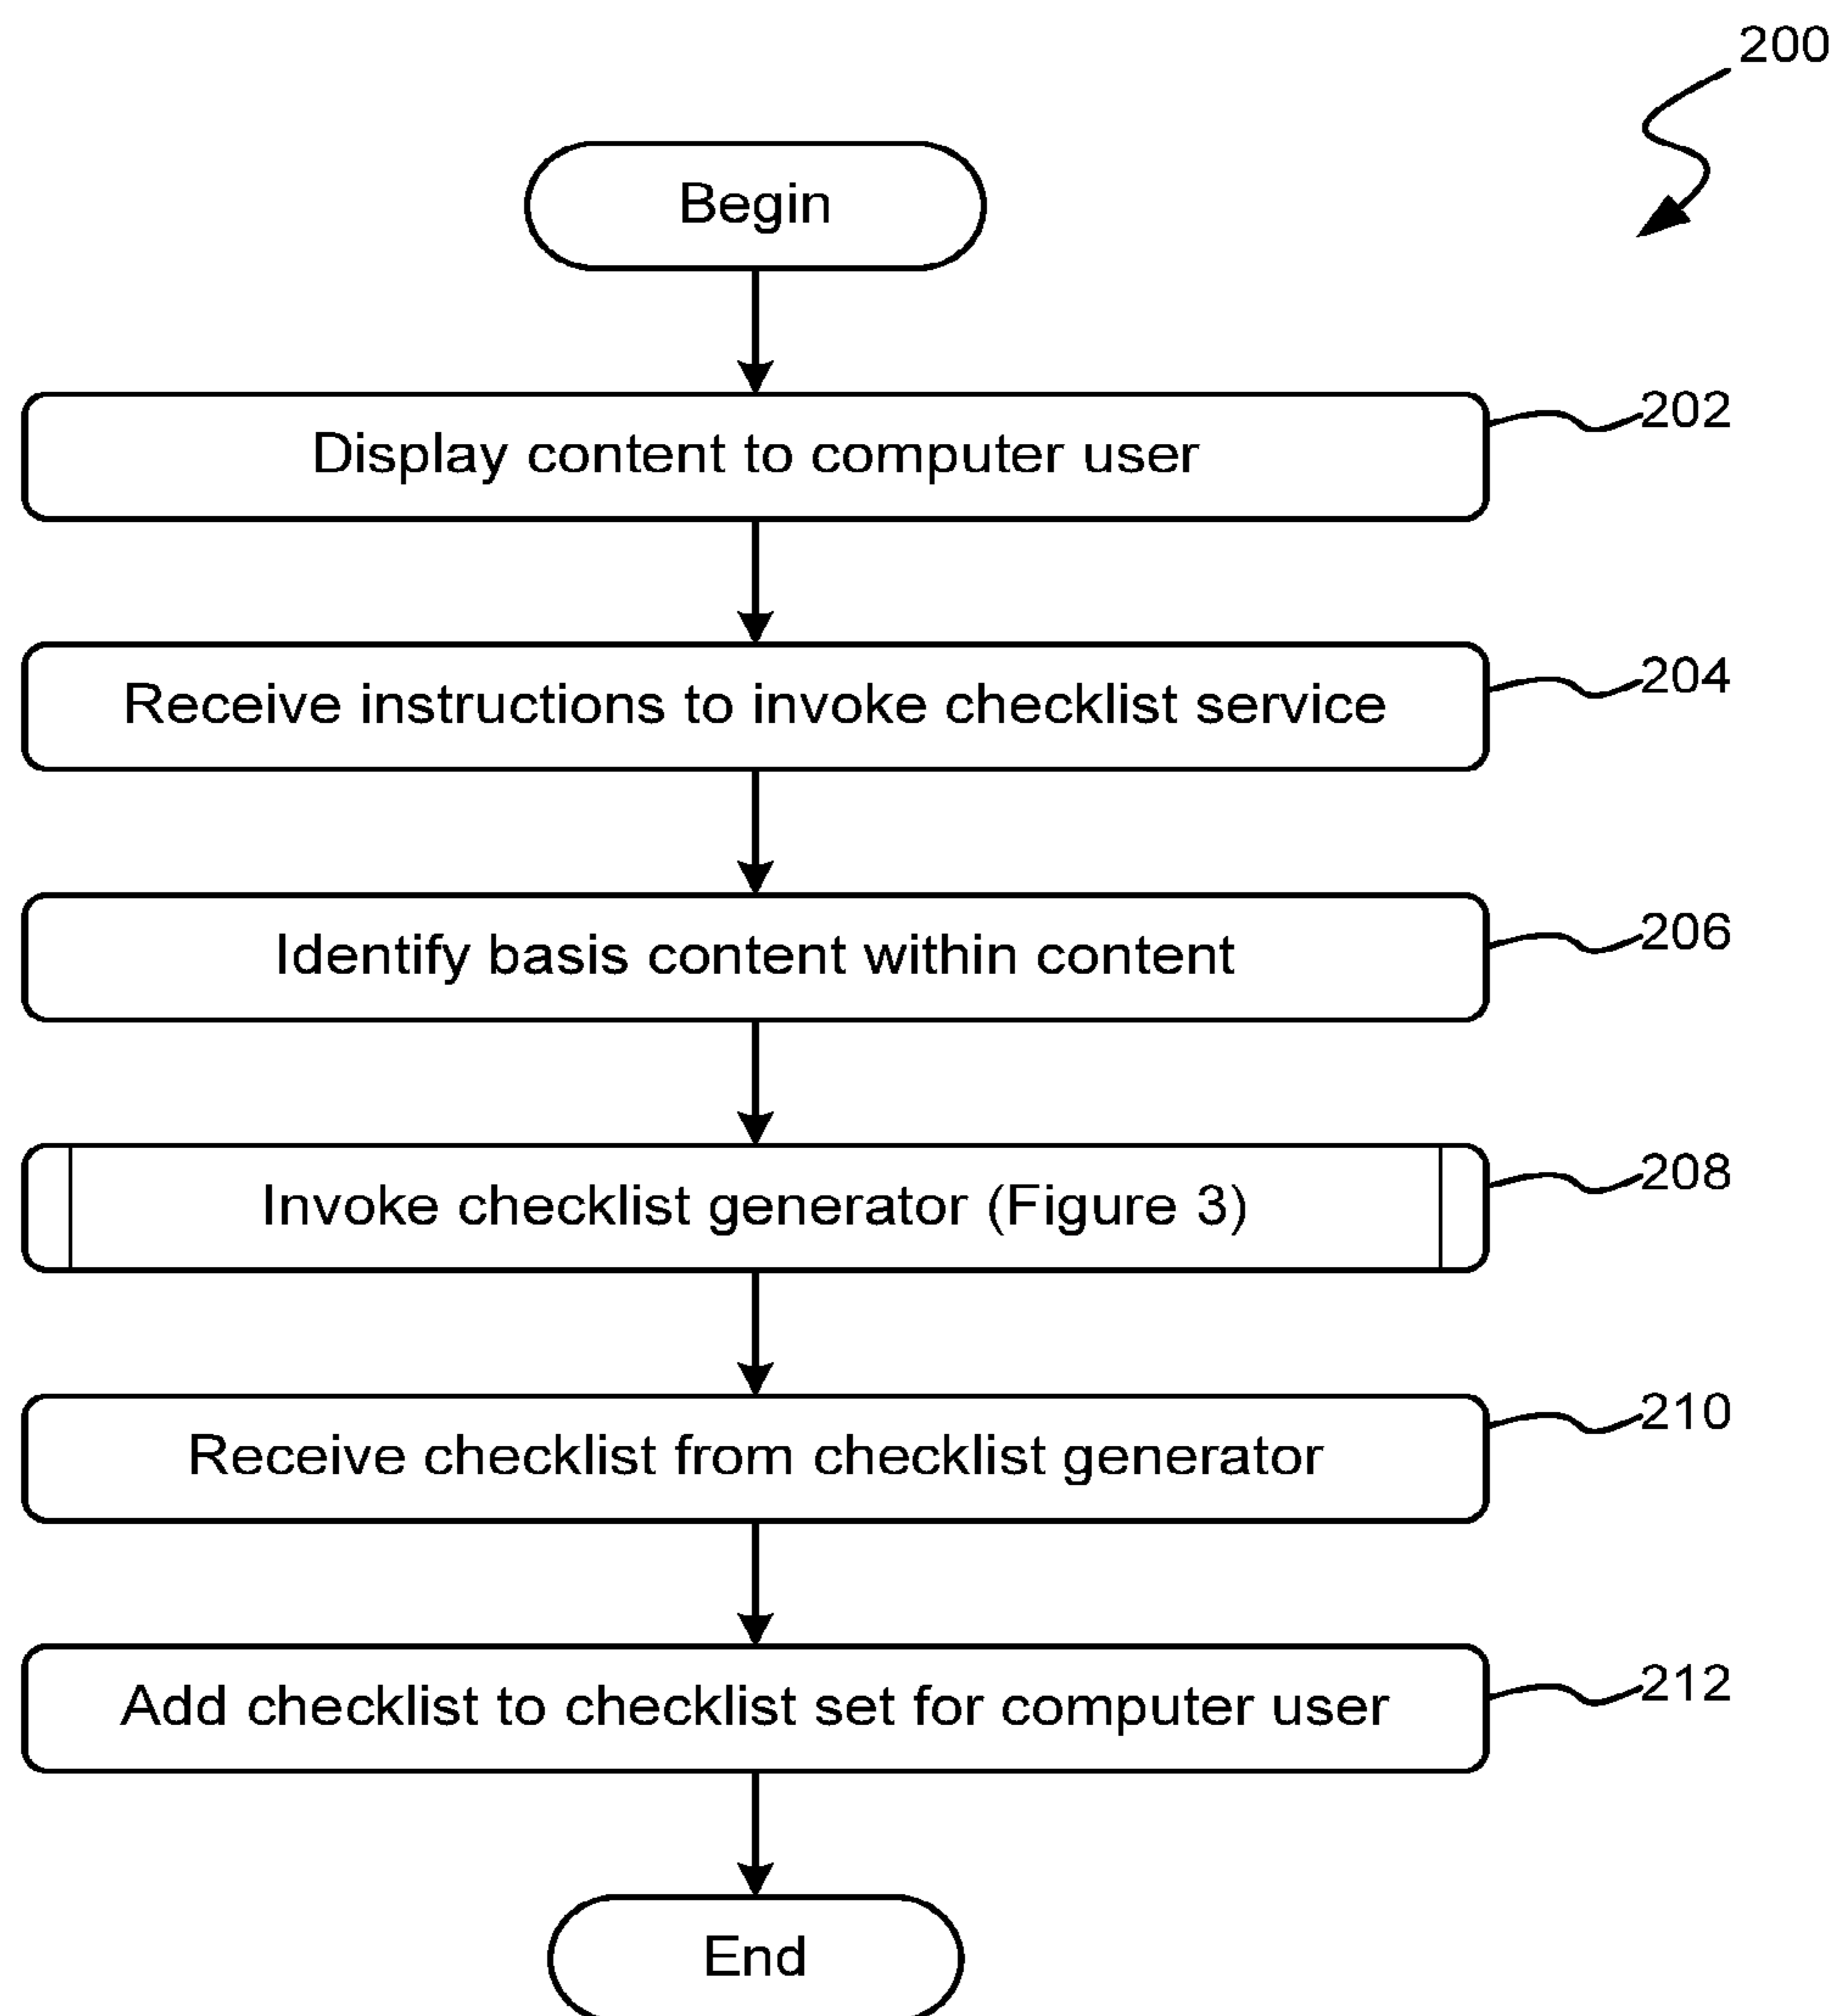 200
Begin
Display content to computer user
202
Receive instructions to invoke checklist service
204
Identify basis content within content
206
Invoke checklist generator (Figure 3)
208
Receive checklist from checklist generator
210
Add checklist to checklist set for computer user
212
End